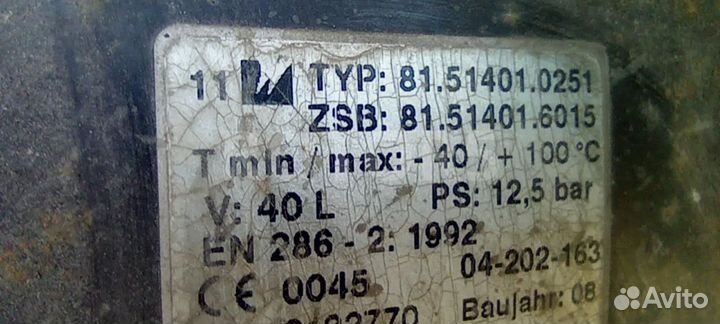 11 TYP: 81.51401.0251
ZSB: 81.51401.6015
T min / max: - 40 / + 100 °C
V: 40 L PS: 12,5 bar
EN 286 - 2: 1992
04-202-163
CE 0045
Baujahr: 08
Avito